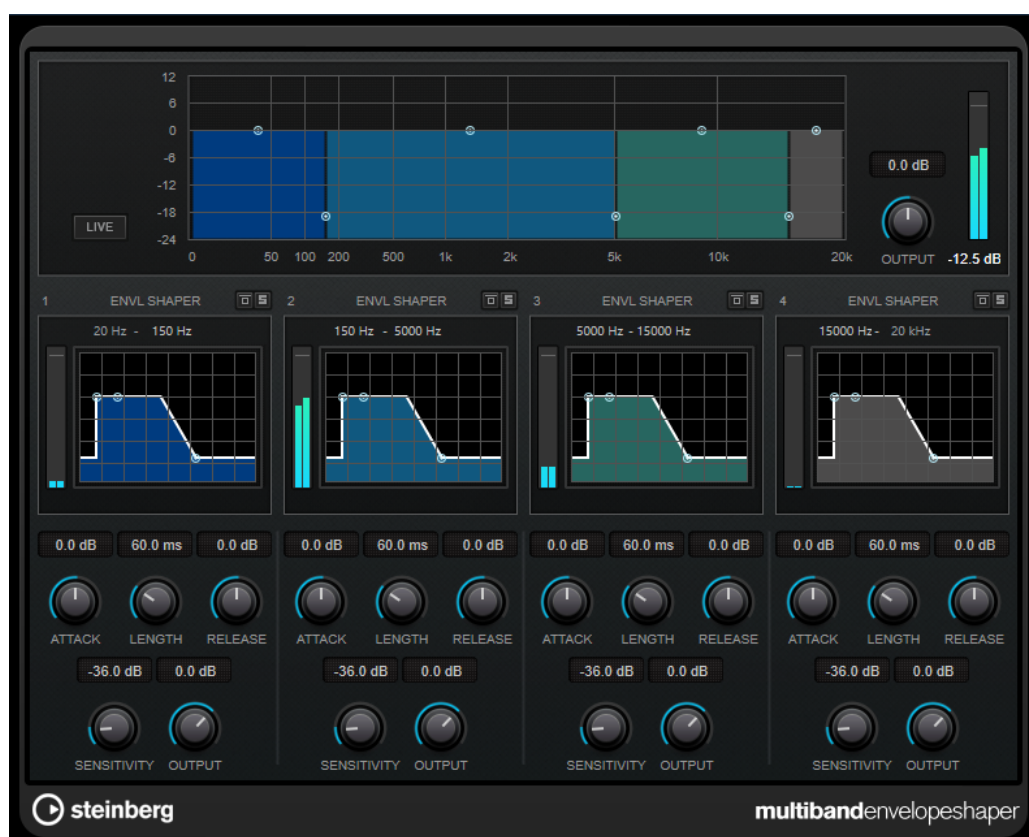 12
6
0
-6
-12
-18
-24
LIVE
0 50 100 200 500 1k 2k 5k 10k 20k
0.0 dB
OUTPUT -12.5 dB
1 ENVL SHAPER S 2 ENVL SHAPER S 3 ENVL SHAPER S 4 ENVL SHAPER S
20 Hz - 150 Hz 150 Hz - 5000 Hz 5000 Hz - 15000 Hz 15000 Hz - 20 kHz
0.0 dB 60.0 ms 0.0 dB 0.0 dB 60.0 ms 0.0 dB 0.0 dB 60.0 ms 0.0 dB 0.0 dB 60.0 ms 0.0 dB
ATTACK LENGTH RELEASE ATTACK LENGTH RELEASE ATTACK LENGTH RELEASE ATTACK LENGTH RELEASE
-36.0 dB 0.0 dB -36.0 dB 0.0 dB -36.0 dB 0.0 dB -36.0 dB 0.0 dB
SENSITIVITY OUTPUT SENSITIVITY OUTPUT SENSITIVITY OUTPUT SENSITIVITY OUTPUT
steinberg multibandenvelopeshaper